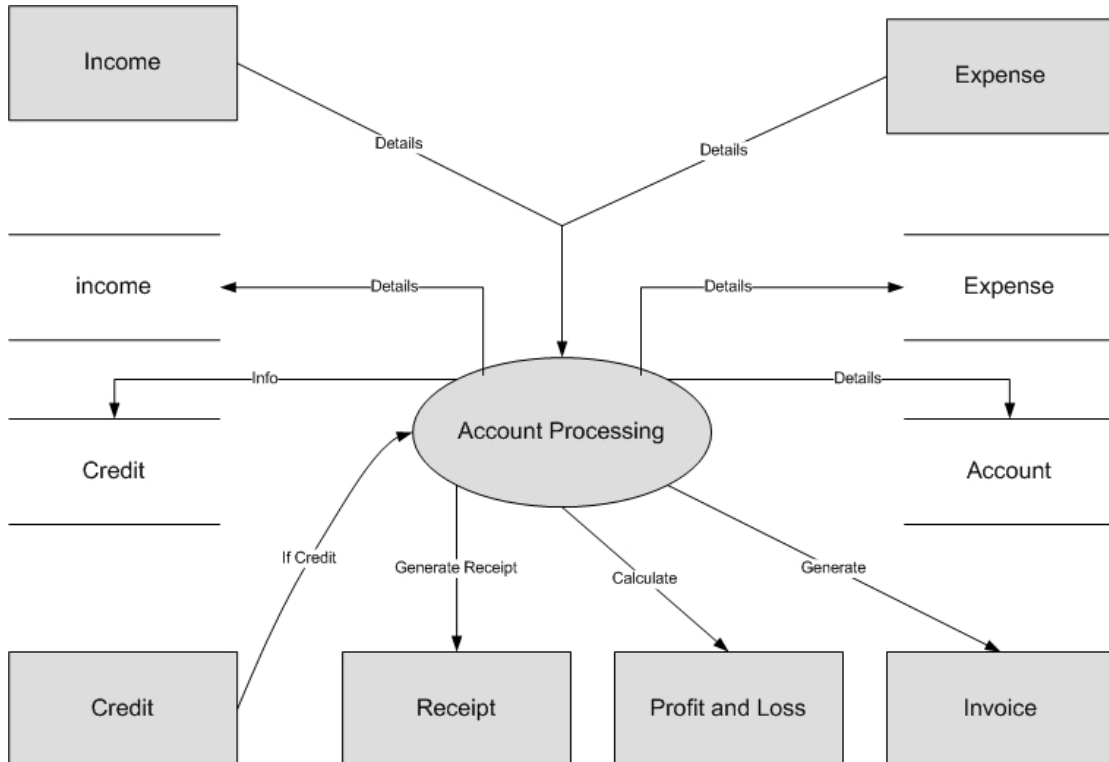 Income
Expense
Details
Details
income
Details
Details
Expense
Info
Details
Account Processing
Credit
Account
If Credit
Generate Receipt
Calculate
Generate
Credit
Receipt
Profit and Loss
Invoice